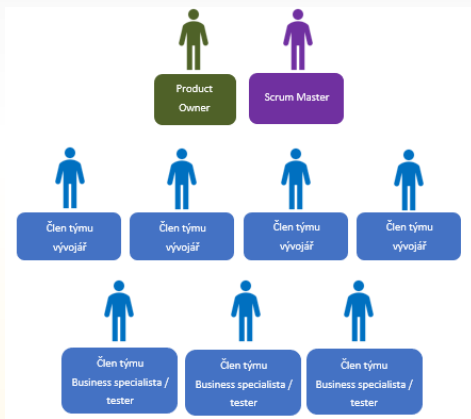 Product
Owner
Scrum Master
Člen týmu
vývojář
Člen týmu
vývojář
Člen týmu
vývojář
Člen týmu
vývojář
Člen týmu
Business specialista /
tester
Člen týmu
Business specialista /
tester
Člen týmu
Business specialista /
tester